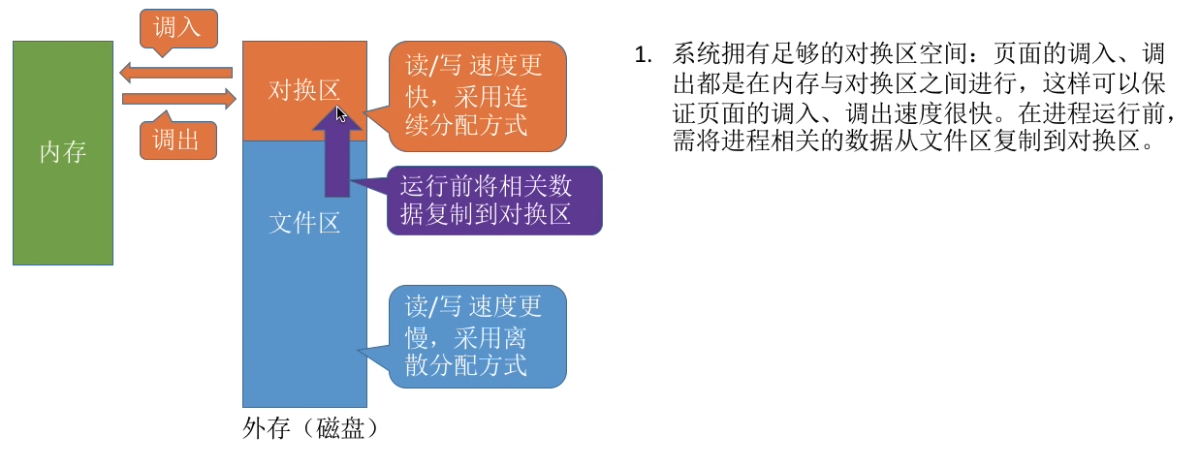 调入
调出
内存
对换区
文件区
外存（磁盘）
读/写 速度更
快，采用连
续分配方式
运行前将相关数
据复制到对换区
读/写 速度更
慢，采用离
散分配方式
1. 系统拥有足够的对换区空间：页面的调入、调
出都是在内存与对换区之间进行，这样可以保
证页面的调入、调出速度很快。在进程运行前，
需将进程相关的数据从文件区复制到对换区。